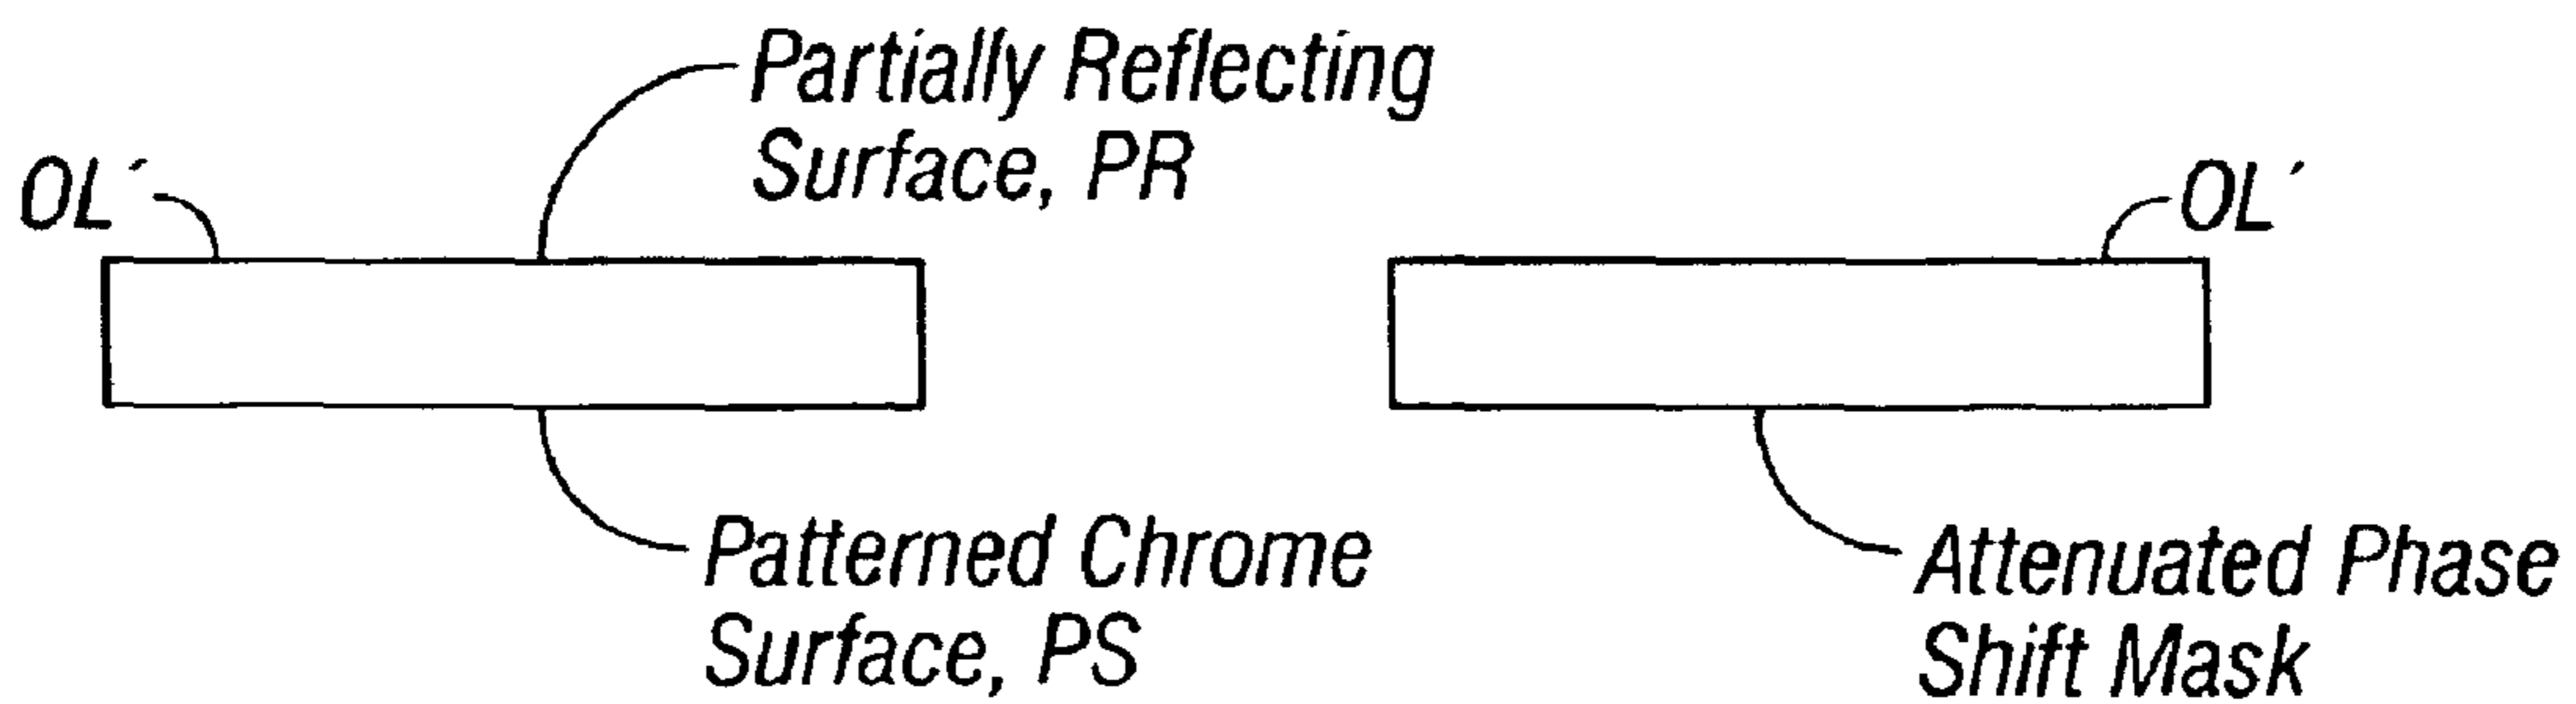 Partially Reflecting
Surface, PR
OL´
OL´
Patterned Chrome
Surface, PS
Attenuated Phase
Shift Mask